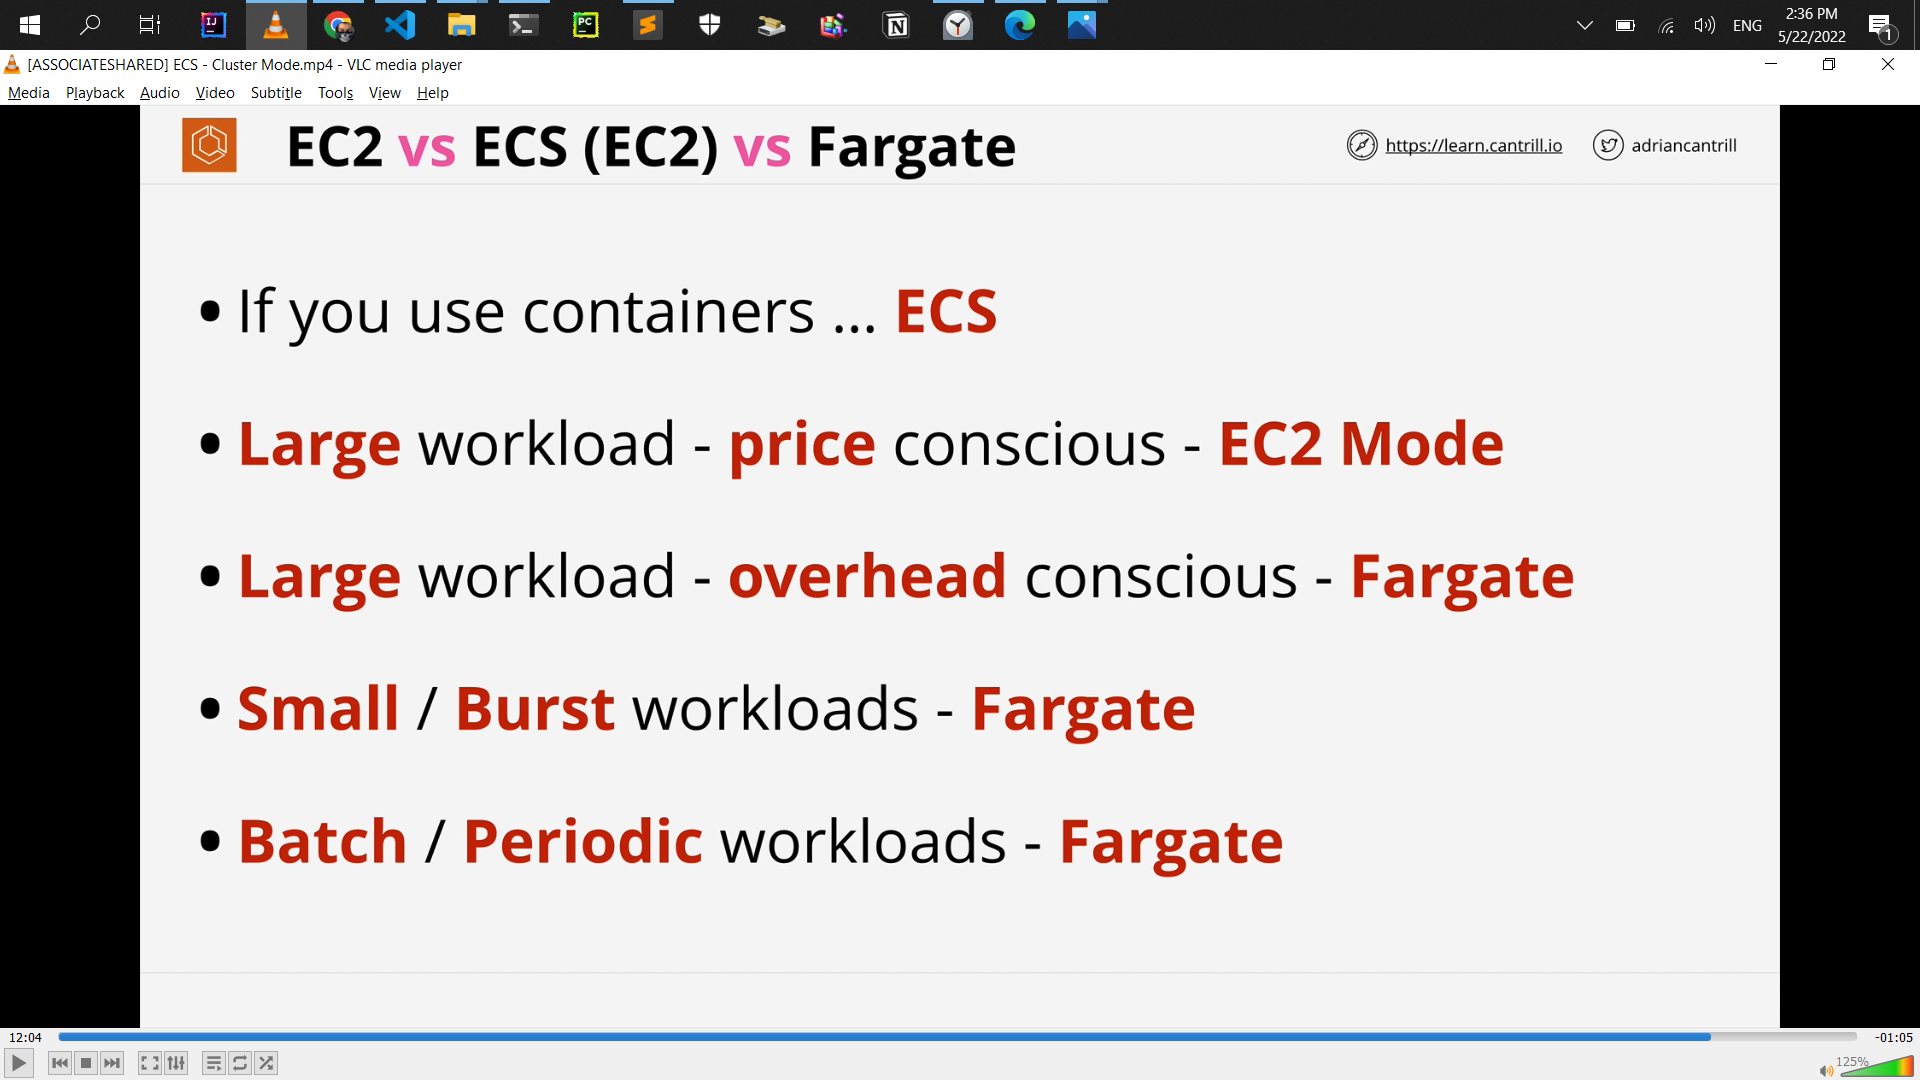 2:36 PM
ENG
5/22/2022
1
[ASSOCIATESHARED] ECS - Cluster Mode.mp4 - VLC media player
Media Playback Audio Video Subtitle Tools View Help
EC2 vs ECS (EC2) vs Fargate
https://learn.cantrill.io
adriancantrill
• If you use containers ... ECS
• Large workload - price conscious - EC2 Mode
• Large workload - overhead conscious - Fargate
• Small / Burst workloads - Fargate
• Batch / Periodic workloads - Fargate
12:04
-01:05
125%
IJ
PC
N